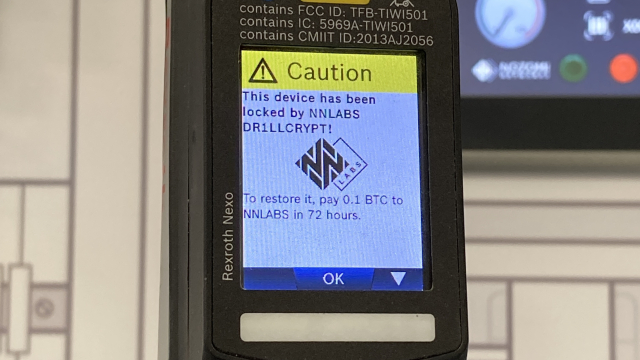 contains FCC ID: TFB-TIWI501
contains IC: 5969A-TIWI501
contains CMIIT ID:2013AJ2056
Caution
This device has been
locked by NNLABS
DR1LLCRYPT!
NN
LABS
To restore it, pay 0.1 BTC to
NNLABS in 72 hours.
OK
Rexroth Nexo
NOZOMI